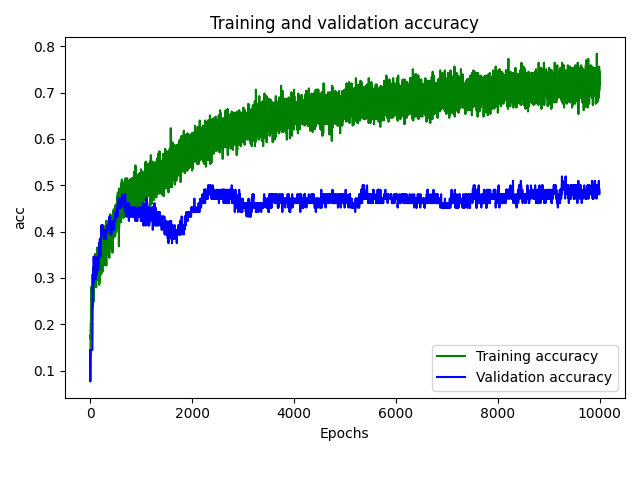 Training and validation accuracy
0.8
0.7
0.6
0.5
0.4
0.3
0.2
0.1
acc
Training accuracy
Validation accuracy
0 2000 4000 6000 8000 10000
Epochs